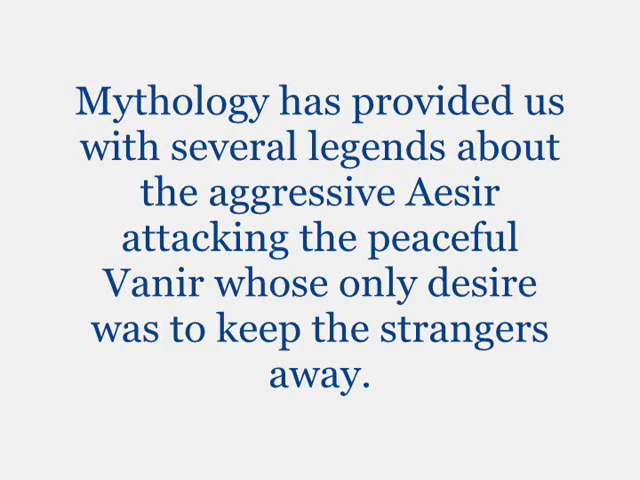 Mythology has provided us
with several legends about
the aggressive Aesir
attacking the peaceful
Vanir whose only desire
was to keep the strangers
away.